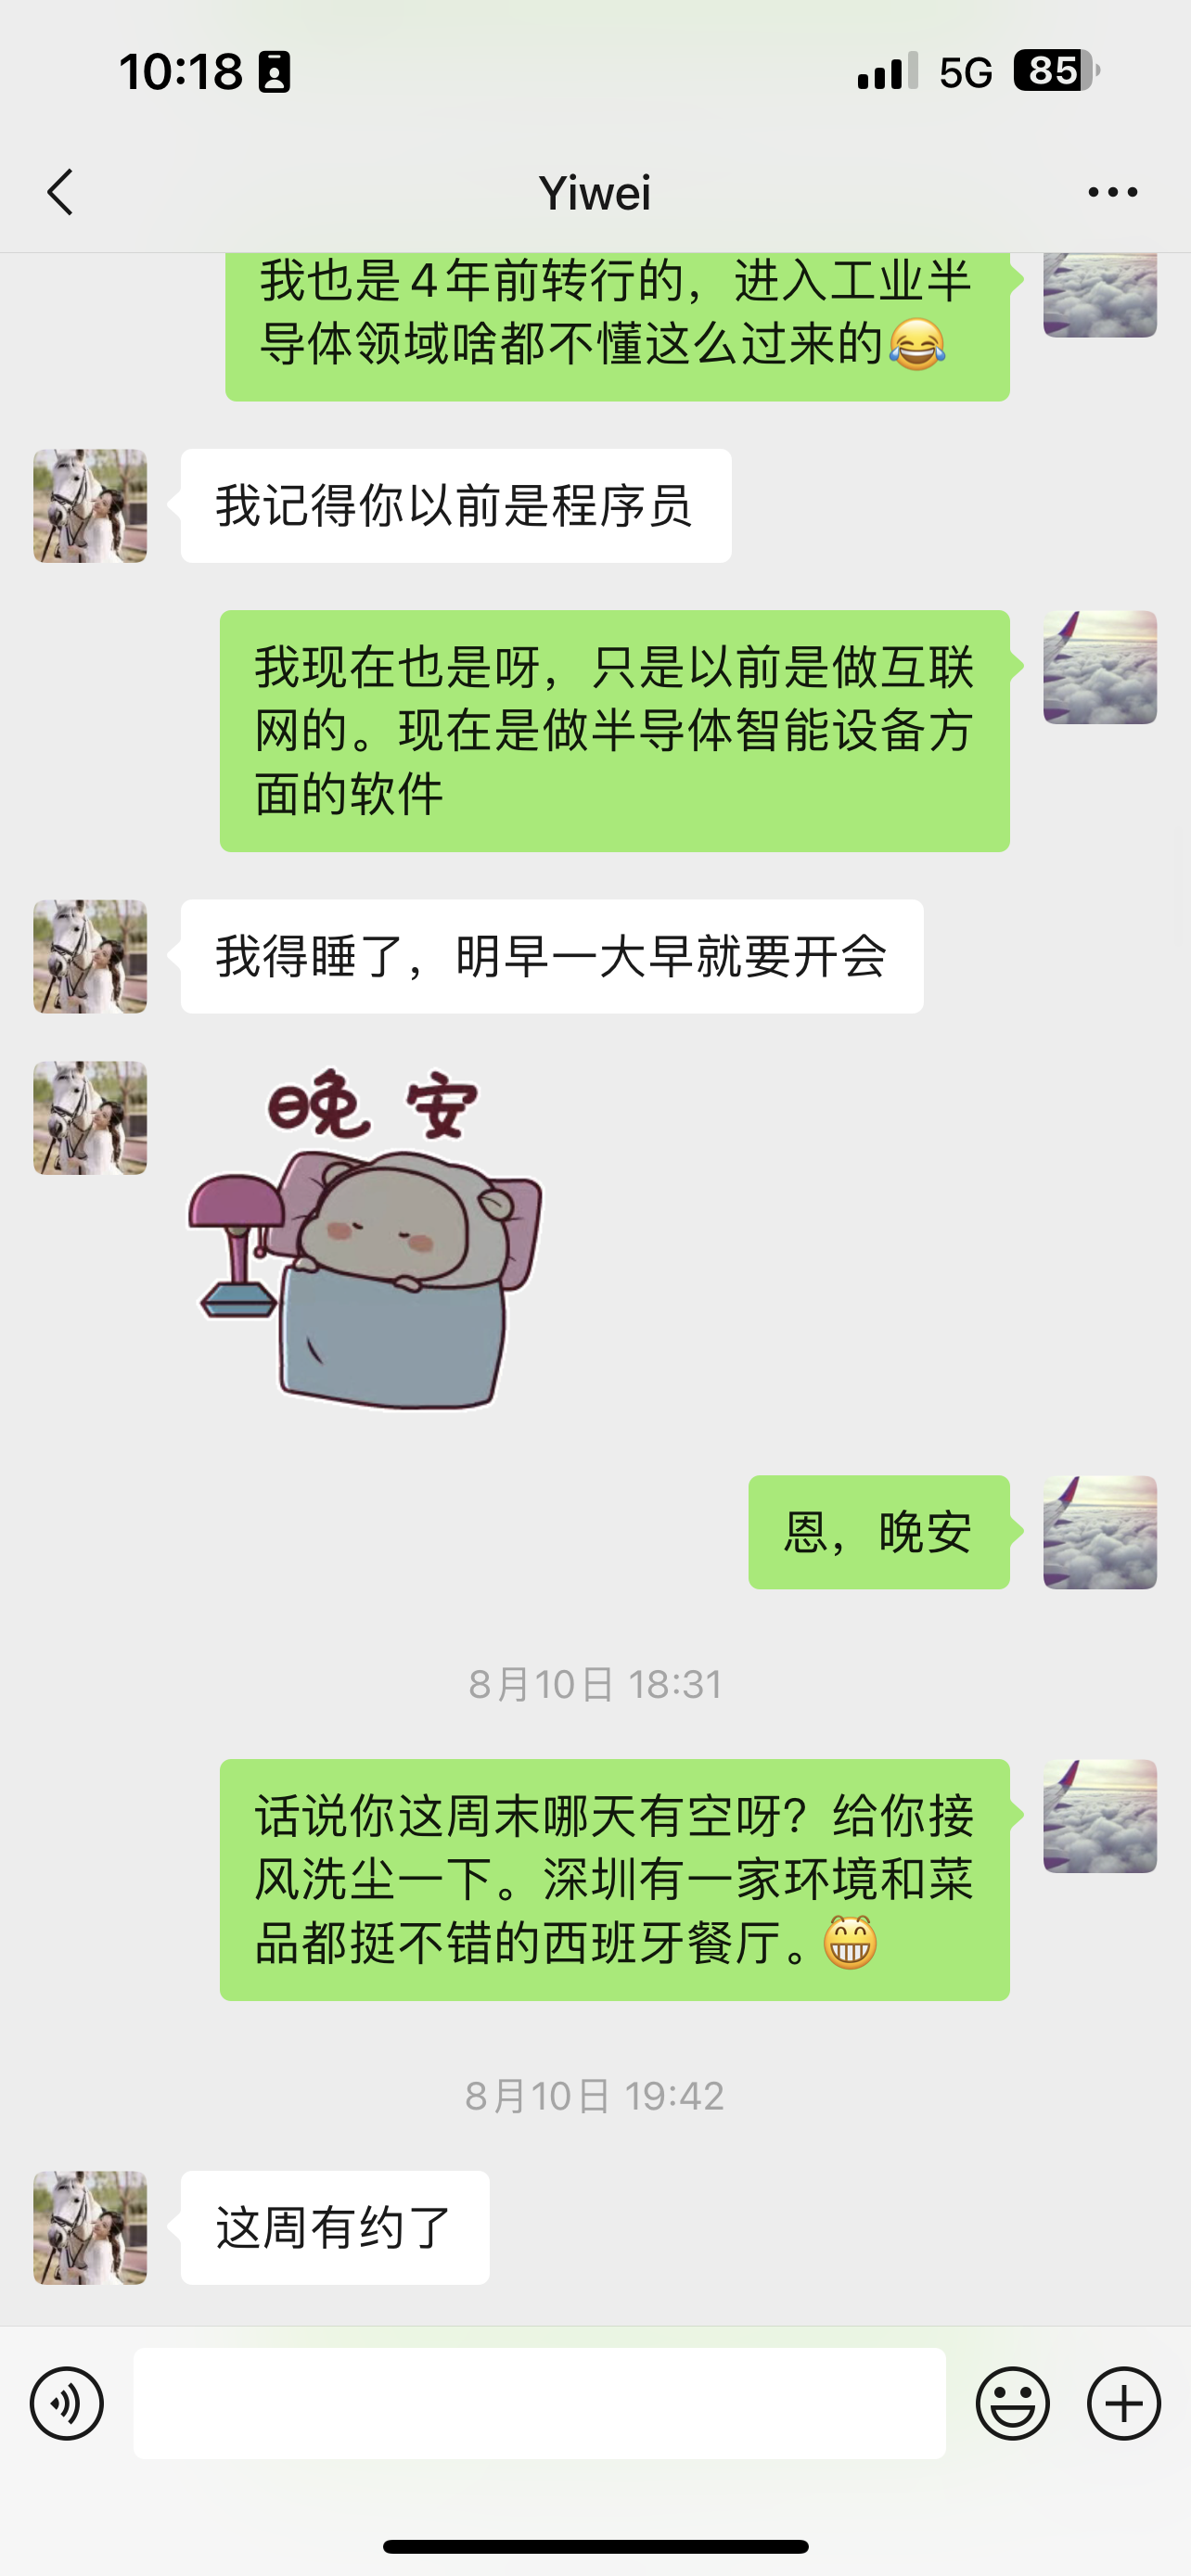 10:18
5G
85
Yiwei
我也是4年前转行的，进入工业半
导体领域啥都不懂这么过来的😂
我记得你以前是程序员
我现在也是呀，只是以前是做互联
网的。现在是做半导体智能设备方
面的软件
我得睡了，明早一大早就要开会
晚安
恩，晚安
8月10日 18:31
话说你这周末哪天有空呀？给你接
风洗尘一下。深圳有一家环境和菜
品都挺不错的西班牙餐厅。😁
8月10日 19:42
这周有约了